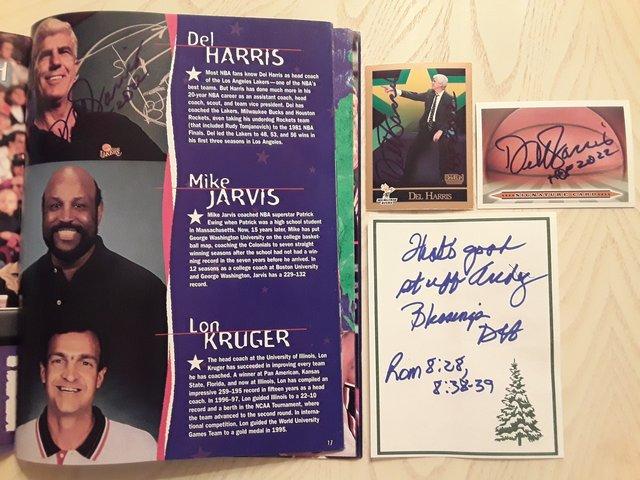 Del
HARRIS
Most NBA fans know Del Harris as head coach
of the Los Angeles Lakers—one of the NBA's
best teams. But Harris has done much more in his
20-year NBA career as an assistant coach, head
coach, scout, and team vice president. Del has
coached the Lakers, Milwaukee Bucks and Houston
Rockets, even taking his underdog Rockets team
(that included Rudy Tomjanovich) to the 1981 NBA
Finals. Del led the Lakers to 48, 53, and 56 wins in
his first three seasons in Los Angeles.
Mike
JARVIS
Mike Jarvis coached NBA superstar Patrick
Ewing when Patrick was a high school student
in Massachusetts. Now, 15 years later, Mike has put
George Washington University on the college basket-
ball map, coaching the Colonials to seven straight
winning seasons after the school had not had a win-
ning record in the seven years before he arrived. In
12 seasons as a college coach at Boston University
and George Washington, Jarvis has a 229-132
record.
Lon
KRUGER
The head coach at the University of Illinois, Lon
Kruger has succeeded in improving every team
he has coached. A winner at Pan American, Kansas
State, Florida, and now at Illinois, Lon has compiled an
impressive 259-195 record in fifteen years as a head
coach. In 1996-97, Lon guided Illinois to a 22-10
record and a berth in the NCAA Tournament, where
the team advanced to the second round. In interna-
tional competition, Lon guided the World University
Games Team to a gold medal in 1995.
17
Del Harris
DEL HARRIS
Del Harris
HOF 2022
SIGNATURE CARD
That's good
stuff Andy
Blessings
Del
Rom 8:28,
8:38-39